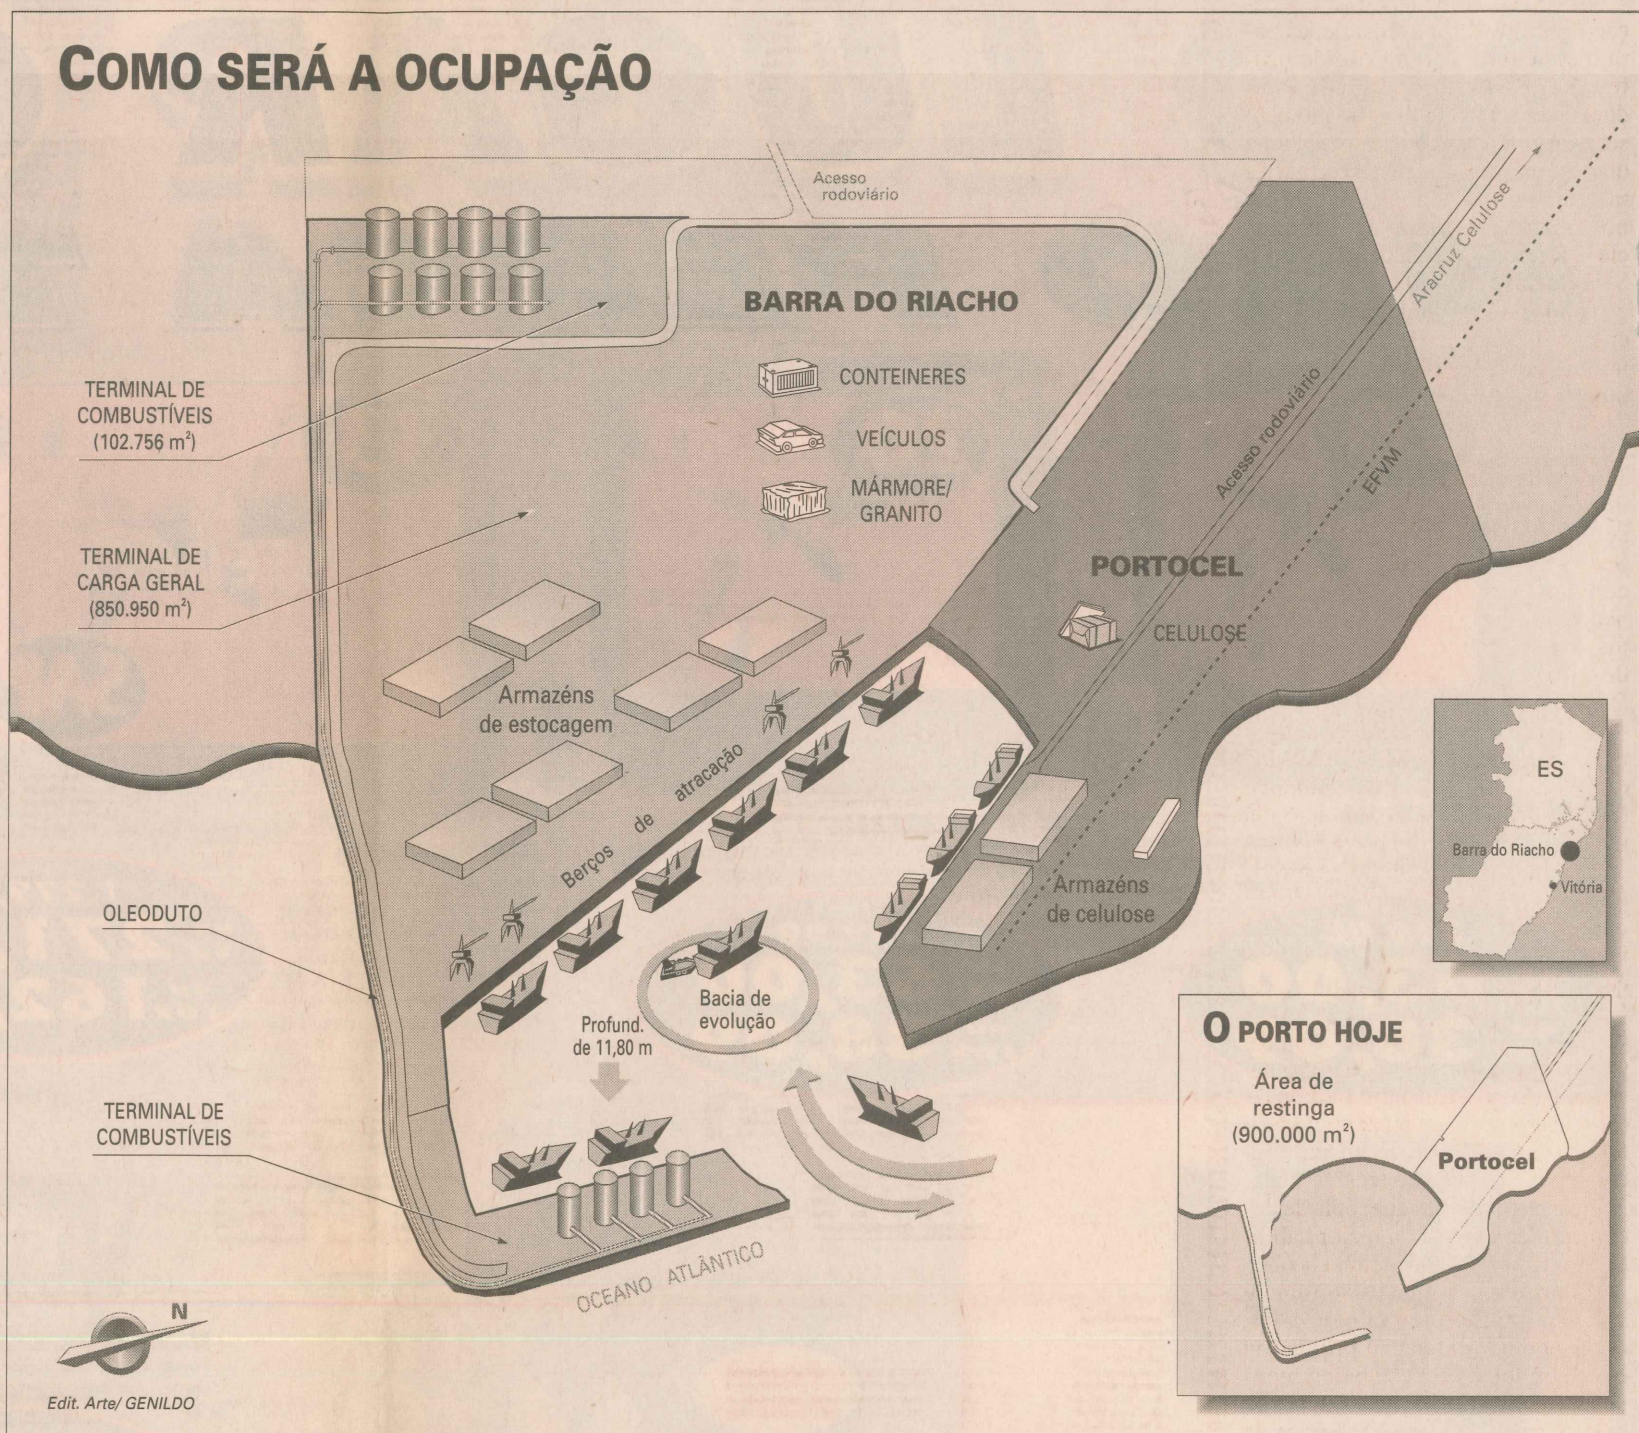 COMO SERÁ A OCUPAÇÃO
Acesso
rodoviário
BARRA DO RIACHO
CONTEINERES
VEÍCULOS
MÁRMORE/
GRANITO
TERMINAL DE
COMBUSTÍVEIS
(102.756 m²)
TERMINAL DE
CARGA GERAL
(850.950 m²)
Aracruz Celulose
Acesso rodoviário
EFVM
PORTOCEL
CELULOSE
Armazéns
de estocagem
Berços de atracação
Armazéns
de celulose
OLEODUTO
Bacia de
evolução
Profund.
de 11,80 m
TERMINAL DE
COMBUSTÍVEIS
OCEANO ATLÂNTICO
ES
Barra do Riacho
Vitória
O PORTO HOJE
Área de
restinga
(900.000 m²)
Portocel
N
Edit. Arte/ GENILDO